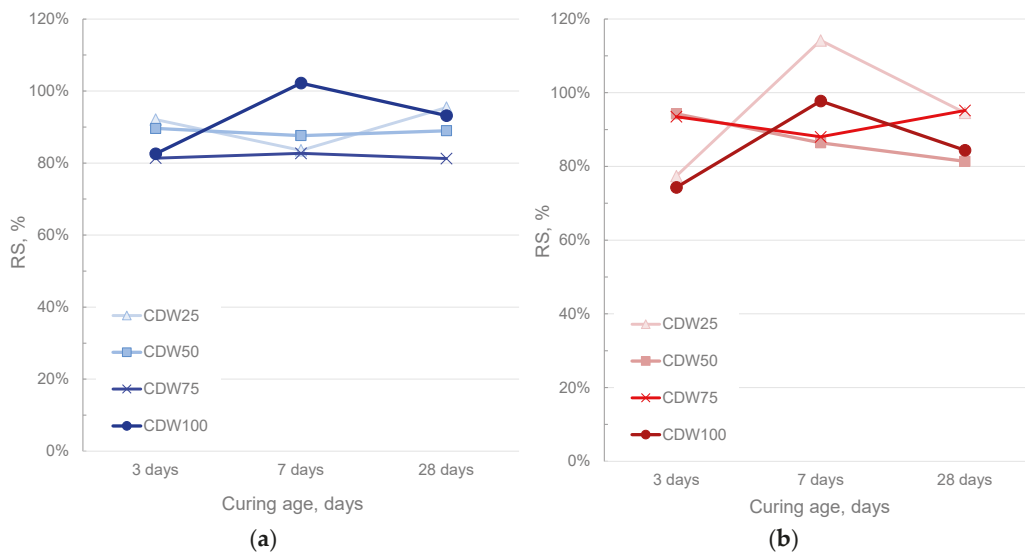 120%
100%
80%
60%
40%
20%
0%
RS, %
CDW25
CDW50
CDW75
CDW100
3 days
7 days
28 days
Curing age, days
(a)
120%
100%
80%
60%
40%
20%
0%
RS, %
CDW25
CDW50
CDW75
CDW100
3 days
7 days
28 days
Curing age, days
(b)